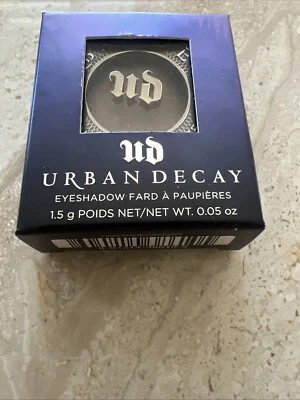 UD
UD
URBAN DECAY
EYESHADOW FARD À PAUPIÈRES
1.5 g POIDS NET/NET WT. 0.05 oz